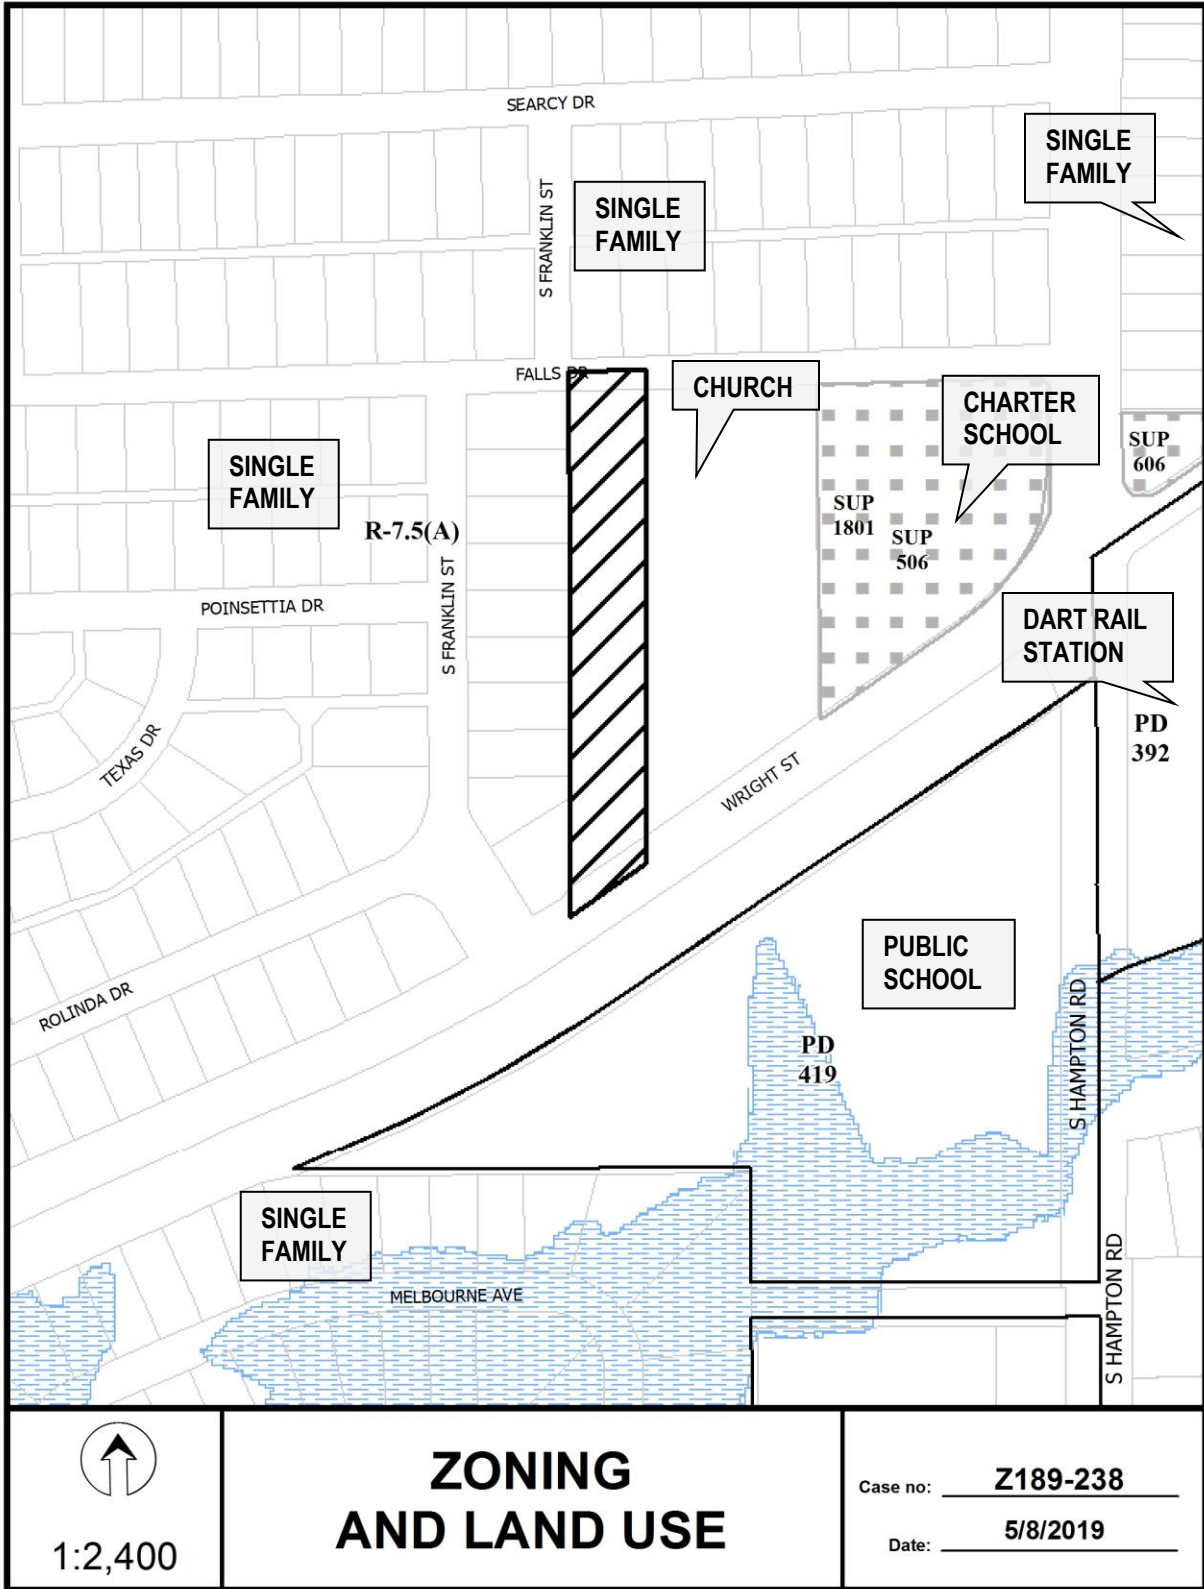 SEARCY DR
SINGLE
FAMILY
S FRANKLIN ST
SINGLE
FAMILY
FALLS DR
CHURCH
CHARTER
SCHOOL
SUP
606
SINGLE
FAMILY
R-7.5(A)
SUP
1801
SUP
506
S FRANKLIN ST
POINSETTIA DR
DART RAIL
STATION
PD
392
TEXAS DR
WRIGHT ST
PUBLIC
SCHOOL
ROLINDA DR
S HAMPTON RD
PD
419
SINGLE
FAMILY
MELBOURNE AVE
S HAMPTON RD
1:2,400
ZONING
AND LAND USE
Case no: Z189-238
Date: 5/8/2019